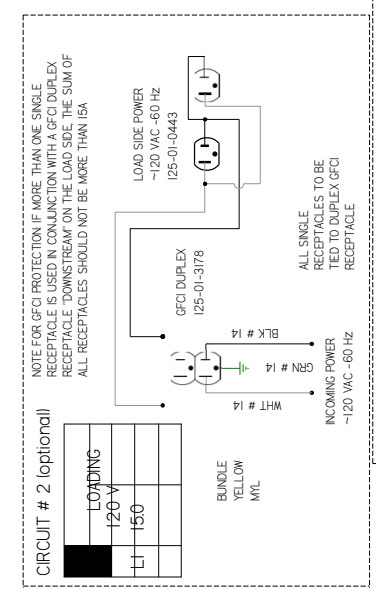 CIRCUIT # 2 (optional)
LOADING
120 V
L1
15.0
NOTE FOR GFCI PROTECTION: IF MORE THAN ONE SINGLE
RECEPTACLE IS USED IN CONJUNCTION WITH A GFCI DUPLEX
RECEPTACLE "DOWNSTREAM" ON THE LOAD SIDE, THE SUM OF
ALL RECEPTACLES SHOULD NOT BE MORE THAN 15A
LOAD SIDE POWER
~120 VAC -60 Hz
125-01-0443
GFCI DUPLEX
125-01-3178
BUNDLE
YELLOW
MYL
WHT # 14
GRN # 14
BLK # 14
INCOMING POWER
~120 VAC -60 Hz
ALL SINGLE
RECEPTACLES TO BE
TIED TO DUPLEX GFCI
RECEPTACLE